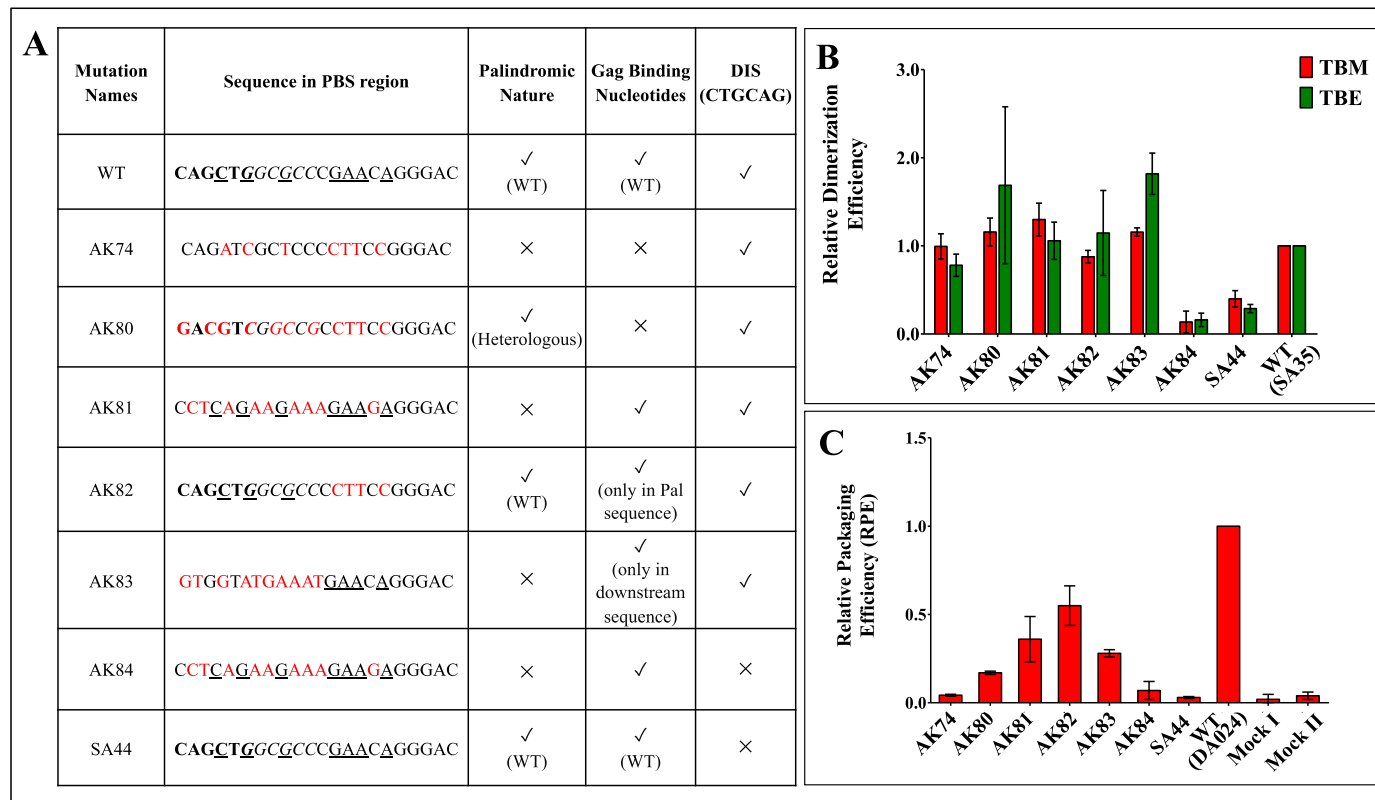 A
Mutation Names
Sequence in PBS region
Palindromic Nature
Gag Binding Nucleotides
DIS (CTGCAG)
WT
CAGCTGGCGCCCGAACAGGGAC
✓ (WT)
✓ (WT)
✓
AK74
CAGATCGCTCCCCTTCCGGGAC
×
×
✓
AK80
GACGTCGGCCGCCTTCCGGGAC
✓ (Heterologous)
×
✓
AK81
CCTCAGAAGAAAGAAGAGGGAC
×
✓
✓
AK82
CAGCTGGCGCCCCTTCCGGGAC
✓ (WT)
✓ (only in Pal sequence)
✓
AK83
GTGGTATGAAATGAACAGGGAC
×
✓ (only in downstream sequence)
✓
AK84
CCTCAGAAGAAAGAAGAGGGAC
×
✓
×
SA44
CAGCTGGCGCCCGAACAGGGAC
✓ (WT)
✓ (WT)
×
B
TBM
TBE
Relative Dimerization Efficiency
3.0
2.0
1.0
0.0
AK74
AK80
AK81
AK82
AK83
AK84
SA44
WT (SA35)
C
Relative Packaging Efficiency (RPE)
1.5
1.0
0.5
0.0
AK74
AK80
AK81
AK82
AK83
AK84
SA44
WT (DA024)
Mock I
Mock II